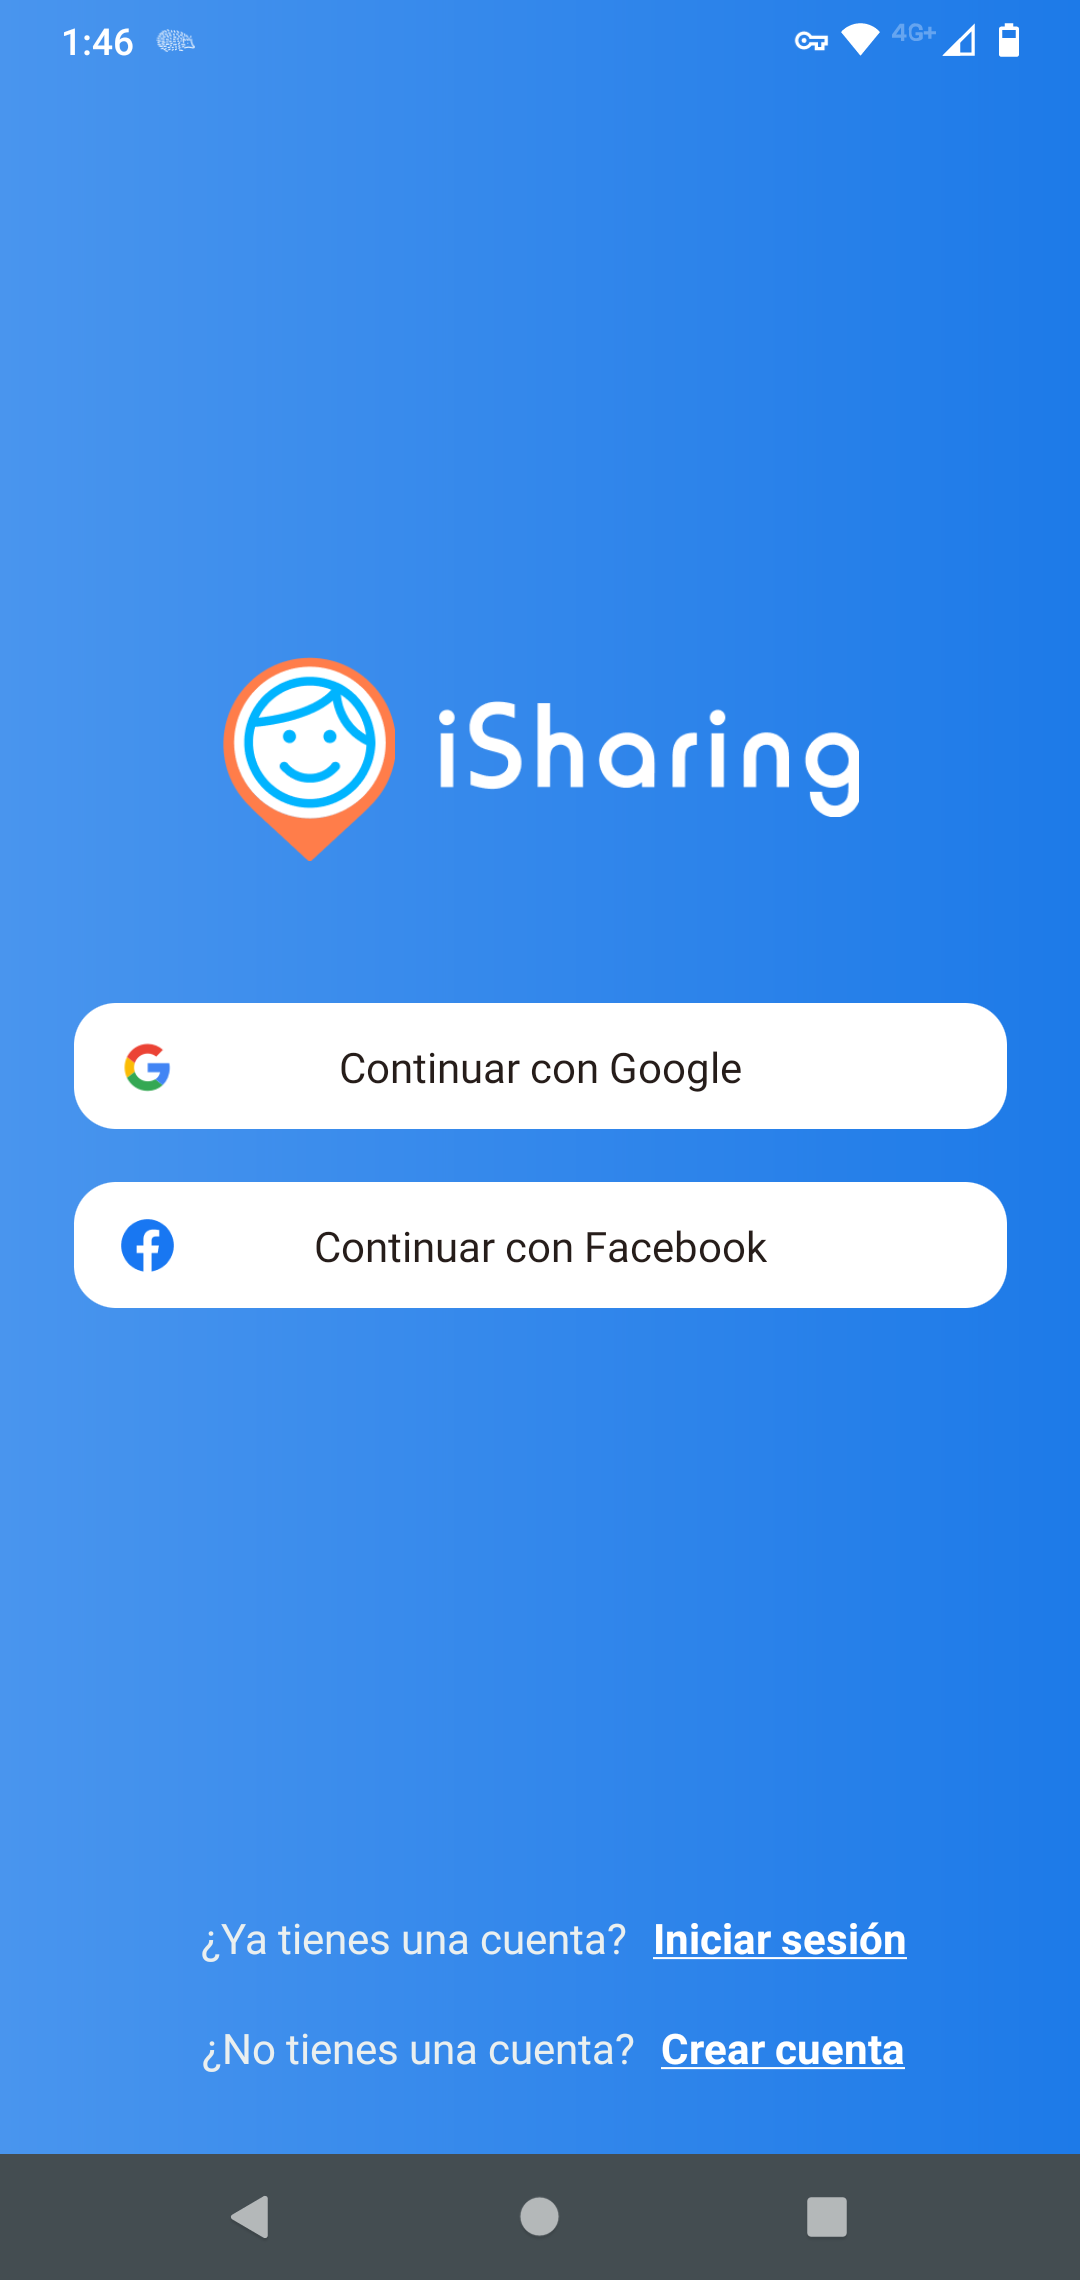 1:46
4G+
iSharing
Continuar con Google
Continuar con Facebook
¿Ya tienes una cuenta? Iniciar sesión
¿No tienes una cuenta? Crear cuenta